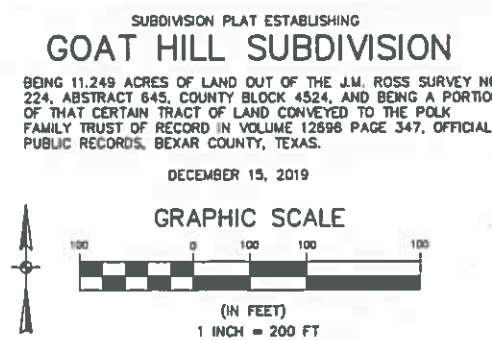 SUBDIVISION PLAT ESTABLISHING
GOAT HILL SUBDIVISION
BEING 11.249 ACRES OF LAND OUT OF THE J.M. ROSS SURVEY
224, ABSTRACT 645, COUNTY BLOCK 4524, AND BEING A PORTIO
OF THAT CERTAIN TRACT OF LAND CONVEYED TO THE POLK
FAMILY TRUST OF RECORD IN VOLUME 12696 PAGE 347, OFFICIAL
PUBLIC RECORDS, BEXAR COUNTY, TEXAS.
DECEMBER 15, 2019
GRAPHIC SCALE
100 0 100 100 100
(IN FEET)
1 INCH = 200 FT